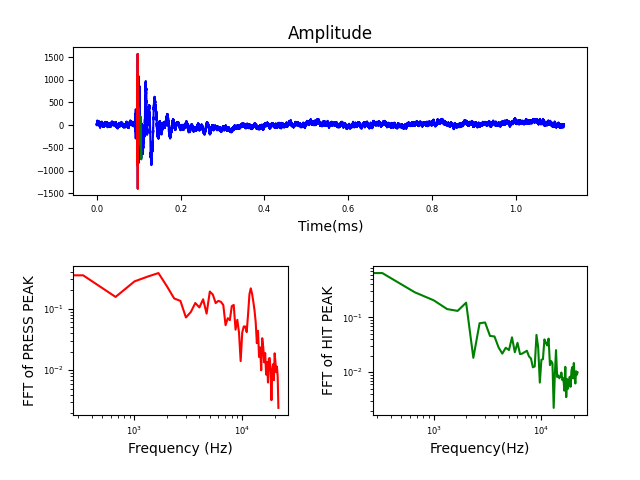 Amplitude
1500
1000
500
0
−500
−1000
−1500
0.0 0.2 0.4 0.6 0.8 1.0
Time(ms)
FFT of PRESS PEAK
10⁻¹
10⁻²
10³ 10⁴
Frequency (Hz)
FFT of HIT PEAK
10⁻¹
10⁻²
10³ 10⁴
Frequency(Hz)